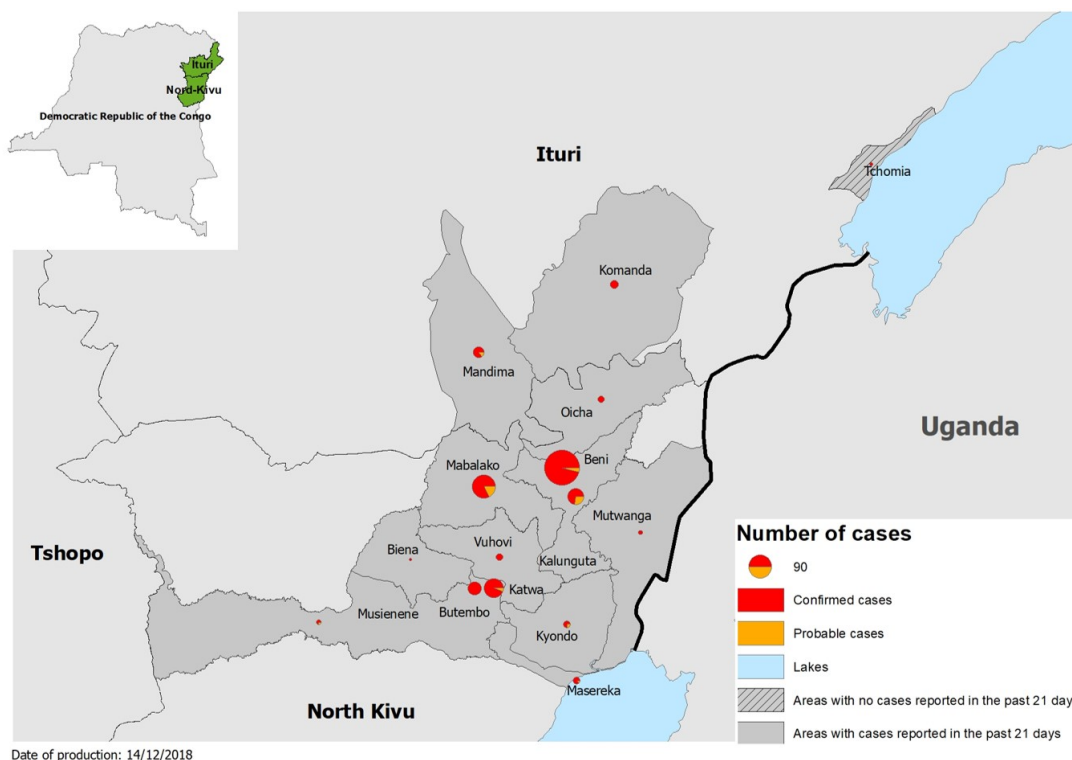 Ituri
Nord-Kivu
Democratic Republic of the Congo
Ituri
Tchomia
Komanda
Mandima
Oicha
Uganda
Beni
Mabalako
Mutwanga
Vuhovi
Biena
Kalunguta
Tshopo
Katwa
Musienene
Butembo
Kyondo
Masereka
North Kivu
Number of cases
90
Confirmed cases
Probable cases
Lakes
Areas with no cases reported in the past 21 day
Areas with cases reported in the past 21 days
Date of production: 14/12/2018